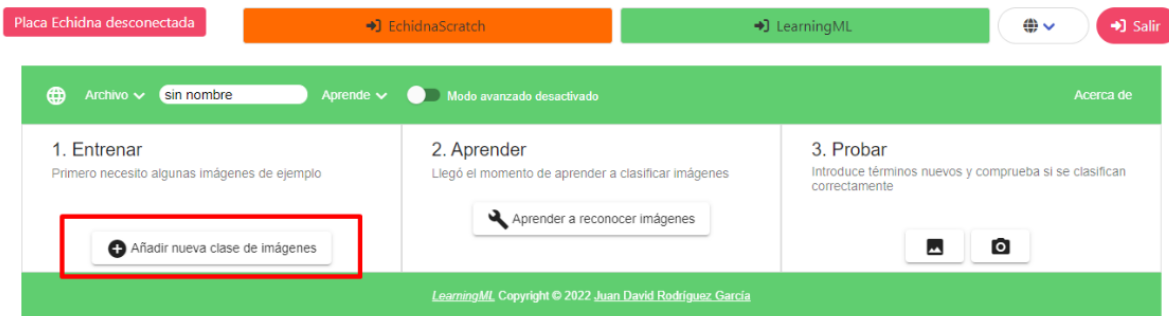 Placa Echidna desconectada
EchidnaScratch
LearningML
Salir
Archivo
sin nombre
Aprende
Modo avanzado desactivado
Acerca de
1. Entrenar
Primero necesito algunas imágenes de ejemplo
Añadir nueva clase de imágenes
2. Aprender
Llegó el momento de aprender a clasificar imágenes
Aprender a reconocer imágenes
3. Probar
Introduce términos nuevos y comprueba si se clasifican
correctamente
LearningML Copyright © 2022 Juan David Rodríguez García